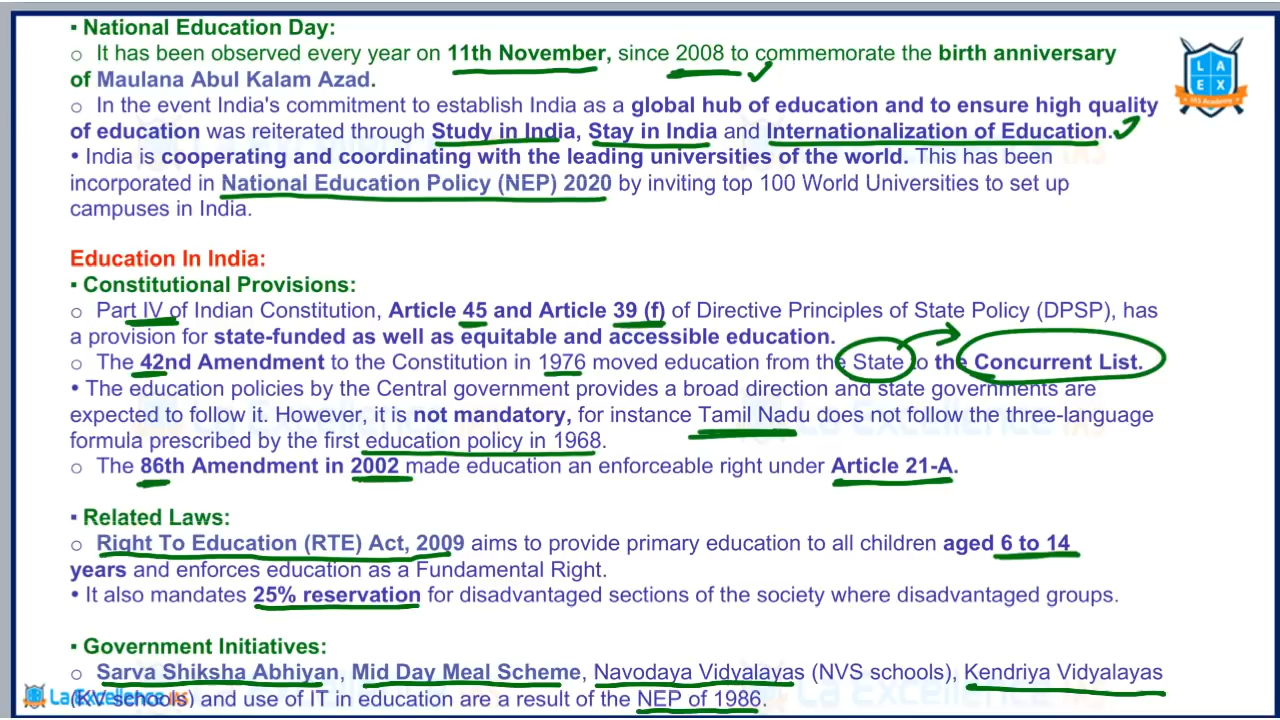 ▪ National Education Day:
o It has been observed every year on 11th November, since 2008 to commemorate the birth anniversary
of Maulana Abul Kalam Azad.
o In the event India's commitment to establish India as a global hub of education and to ensure high quality
of education was reiterated through Study in India, Stay in India and Internationalization of Education.
• India is cooperating and coordinating with the leading universities of the world. This has been
incorporated in National Education Policy (NEP) 2020 by inviting top 100 World Universities to set up
campuses in India.
LAEX
IAS Academy
Education In India:
▪ Constitutional Provisions:
o Part IV of Indian Constitution, Article 45 and Article 39 (f) of Directive Principles of State Policy (DPSP), has
a provision for state-funded as well as equitable and accessible education.
o The 42nd Amendment to the Constitution in 1976 moved education from the State to the Concurrent List.
• The education policies by the Central government provides a broad direction and state governments are
expected to follow it. However, it is not mandatory, for instance Tamil Nadu does not follow the three-language
formula prescribed by the first education policy in 1968.
o The 86th Amendment in 2002 made education an enforceable right under Article 21-A.
▪ Related Laws:
o Right To Education (RTE) Act, 2009 aims to provide primary education to all children aged 6 to 14
years and enforces education as a Fundamental Right.
• It also mandates 25% reservation for disadvantaged sections of the society where disadvantaged groups.
▪ Government Initiatives:
o Sarva Shiksha Abhiyan, Mid Day Meal Scheme, Navodaya Vidyalayas (NVS schools), Kendriya Vidyalayas
(KV schools) and use of IT in education are a result of the NEP of 1986.
La Excellence IAS